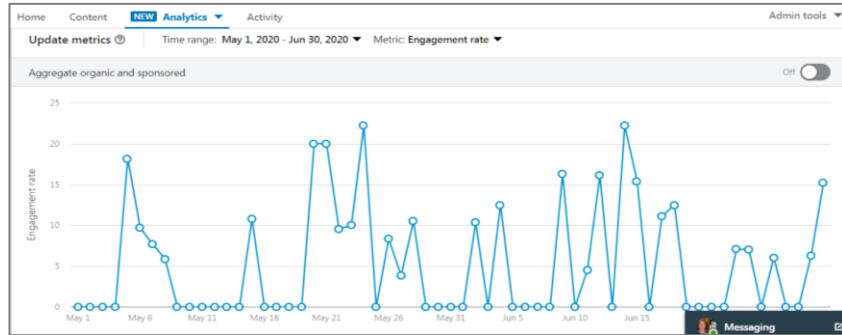 Home Content NEW Analytics ▼ Activity Admin tools ▼
Update metrics ? Time range: May 1, 2020 - Jun 30, 2020 ▼ Metric: Engagement rate ▼
Aggregate organic and sponsored Off
25
20
15
10
5
0
Engagement rate
May 1 May 6 May 11 May 16 May 21 May 26 May 31 Jun 5 Jun 10 Jun 15
Messaging